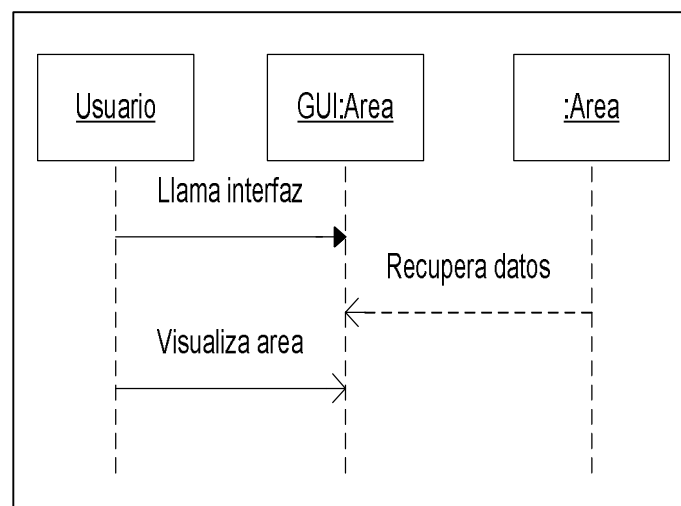 Usuario
GUI:Area
:Area
Llama interfaz
Recupera datos
Visualiza area